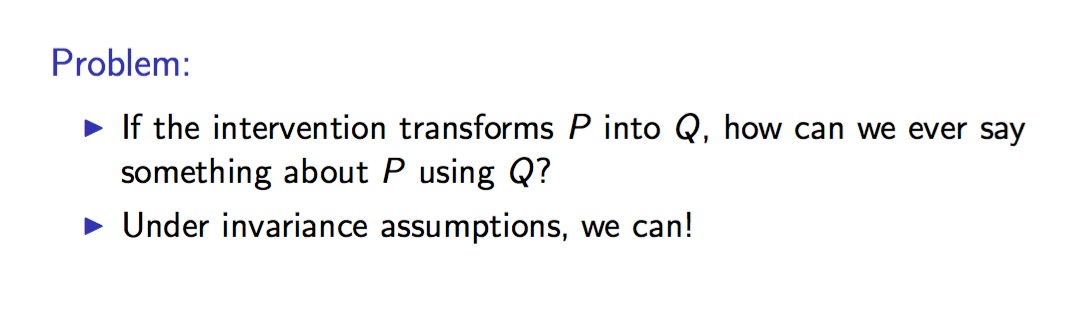 Problem:
▶ If the intervention transforms P into Q, how can we ever say
something about P using Q?
▶ Under invariance assumptions, we can!